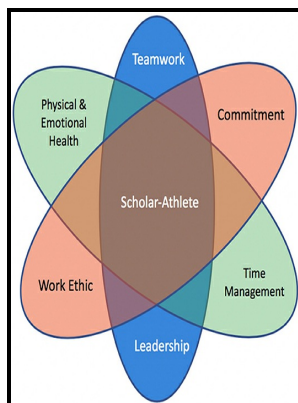 Teamwork
Physical &
Emotional
Health
Commitment
Scholar-Athlete
Work Ethic
Time
Management
Leadership